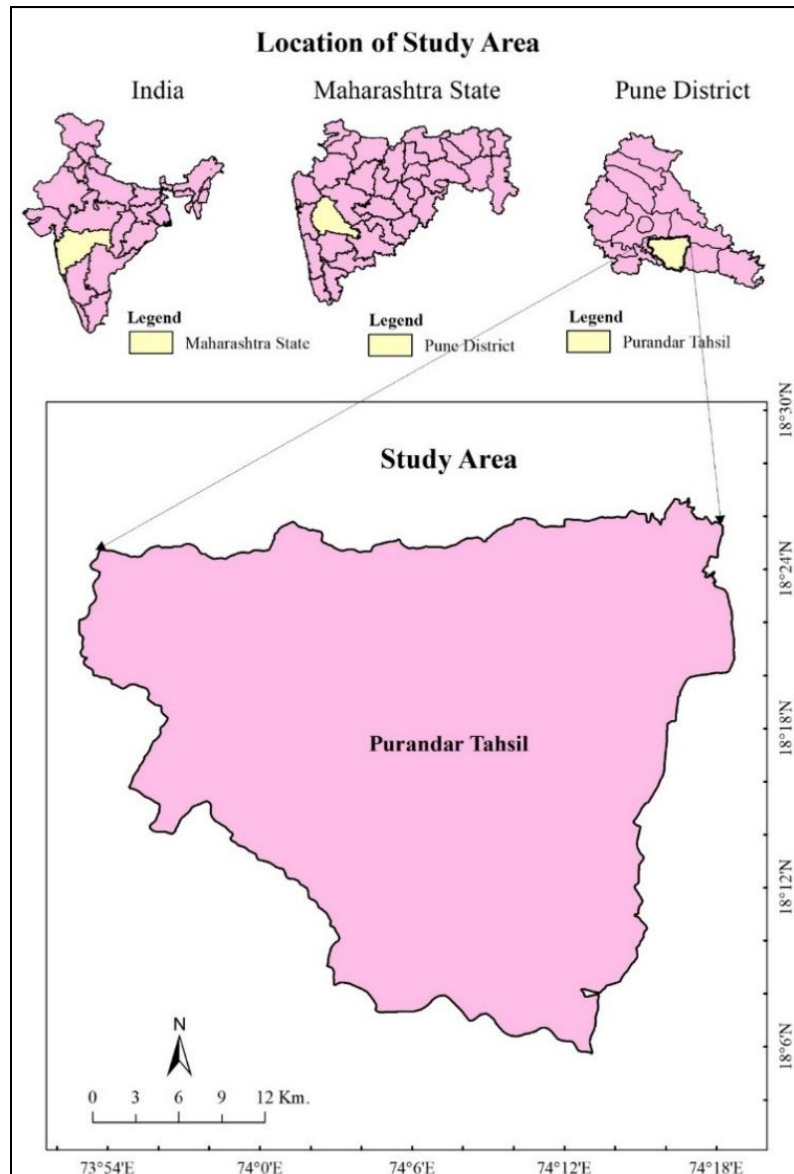 Location of Study Area
India
Maharashtra State
Pune District
Legend
Maharashtra State
Legend
Pune District
Legend
Purandar Tahsil
Study Area
Purandar Tahsil
18°30'N
18°24'N
18°18'N
18°12'N
18°6'N
N
0 3 6 9 12 Km.
73°54'E 74°0'E 74°6'E 74°12'E 74°18'E